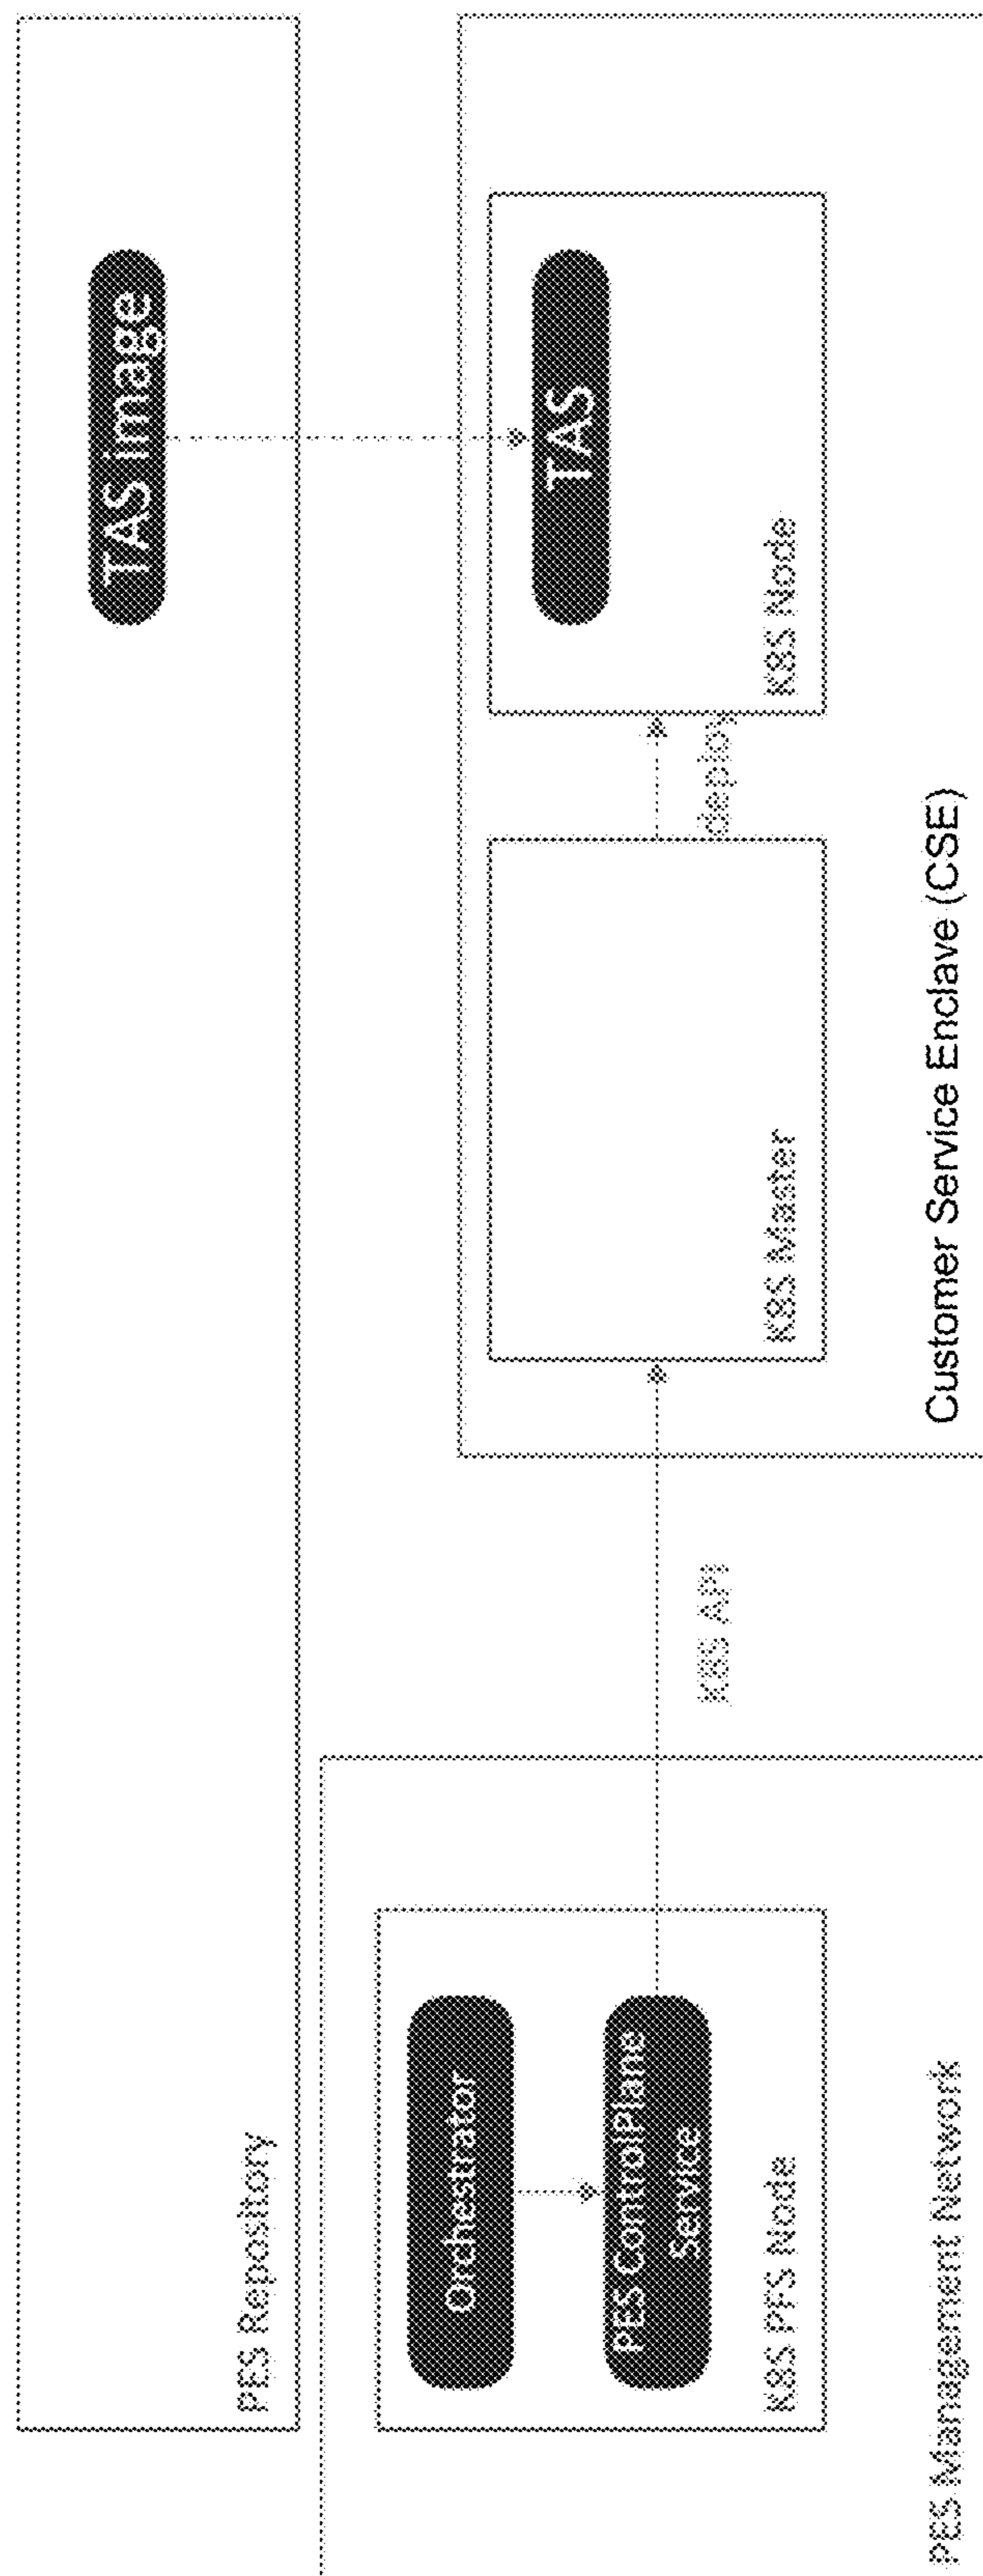 TAS image
PES Repository
Orchestrator
PES ControlPlane
Service
K8S PFS Node
PES Management Network
K8S API
K8S Master
deploy
TAS
K8S Node
Customer Service Enclave (CSE)